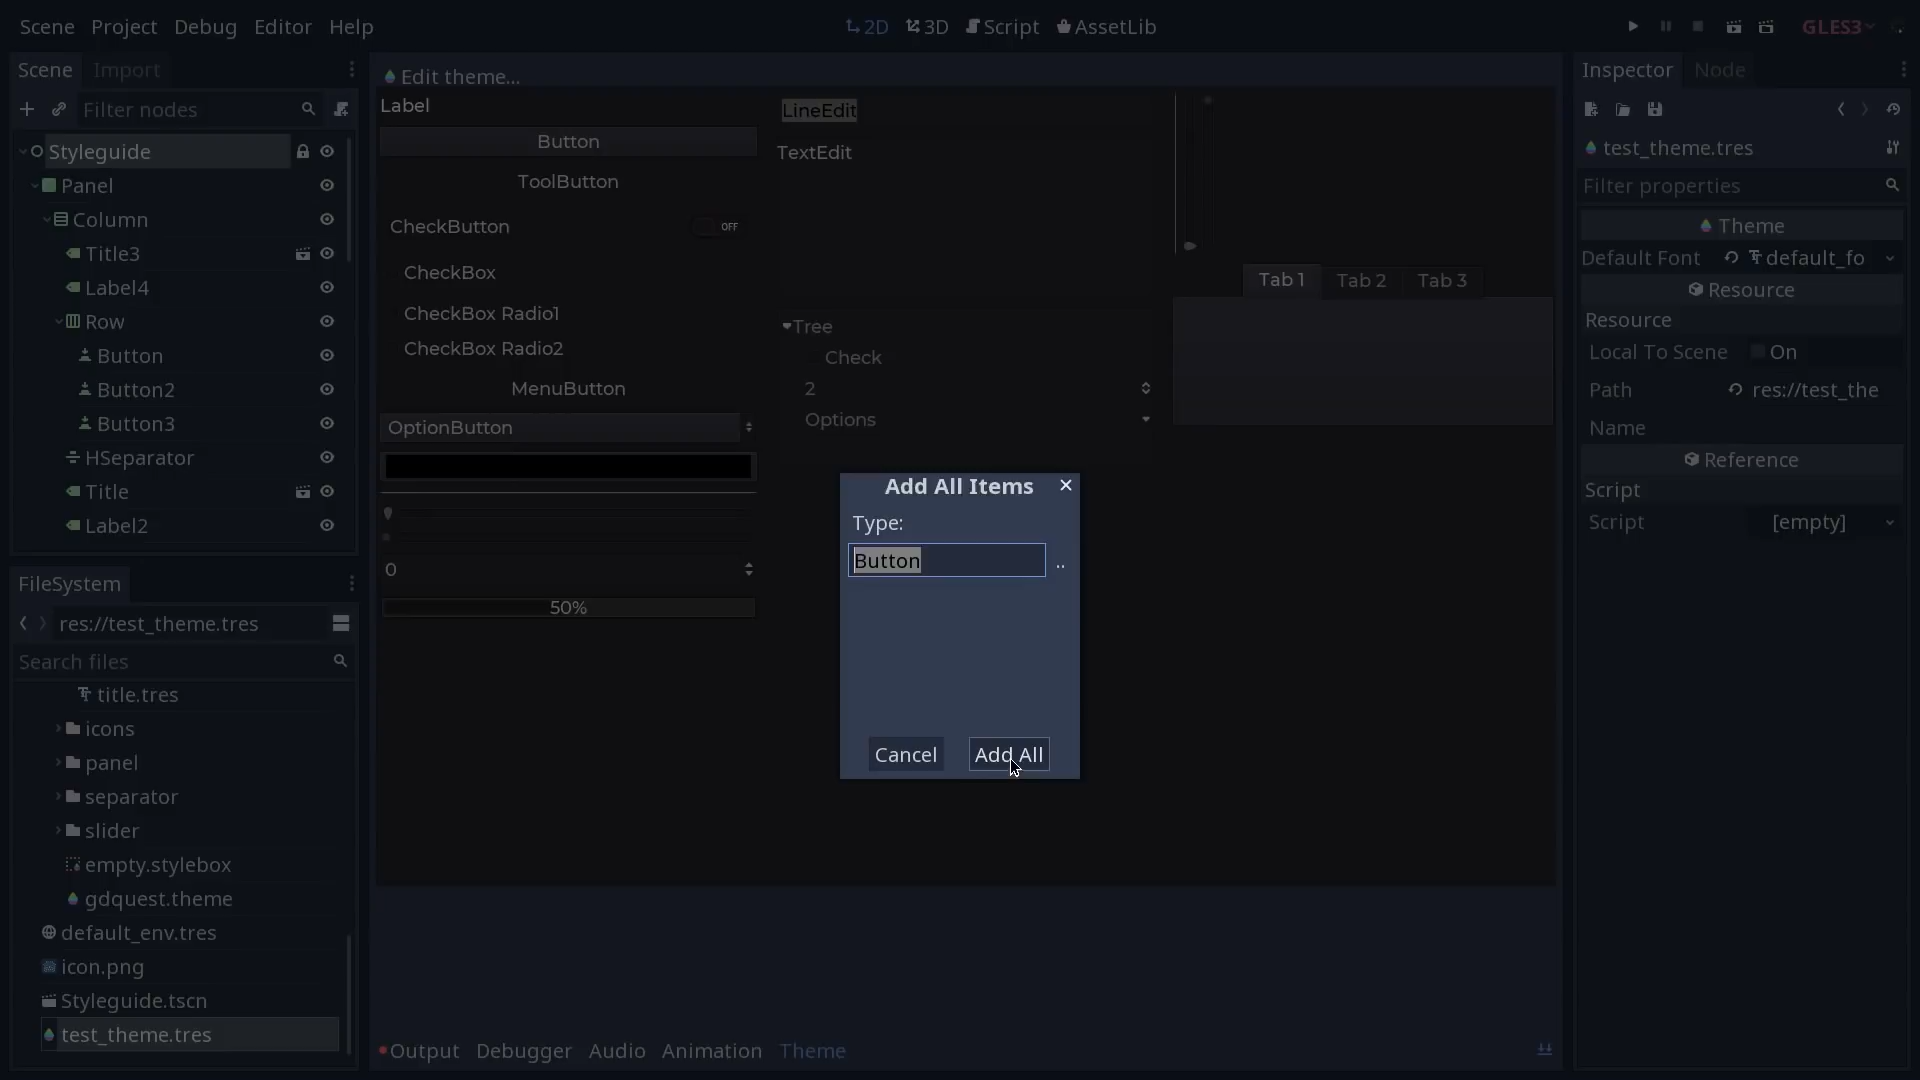 Scene Project Debug Editor Help
2D 3D Script AssetLib
GLES3
Scene Import
Filter nodes
Styleguide
Panel
Column
Title3
Label4
Row
Button
Button2
Button3
HSeparator
Title
Label2
FileSystem
res://test_theme.tres
Search files
title.tres
icons
panel
separator
slider
empty.stylebox
gdquest.theme
default_env.tres
icon.png
Styleguide.tscn
test_theme.tres
Edit theme...
Label
Button
ToolButton
CheckButton OFF
CheckBox
CheckBox Radio1
CheckBox Radio2
MenuButton
OptionButton
0
50%
LineEdit
TextEdit
Tree
Check
2
Options
Tab 1 Tab 2 Tab 3
Add All Items
Type:
Button ..
Cancel Add All
Output Debugger Audio Animation Theme
Inspector Node
test_theme.tres
Filter properties
Theme
Default Font default_fo
Resource
Resource
Local To Scene On
Path res://test_the
Name
Reference
Script
Script [empty]